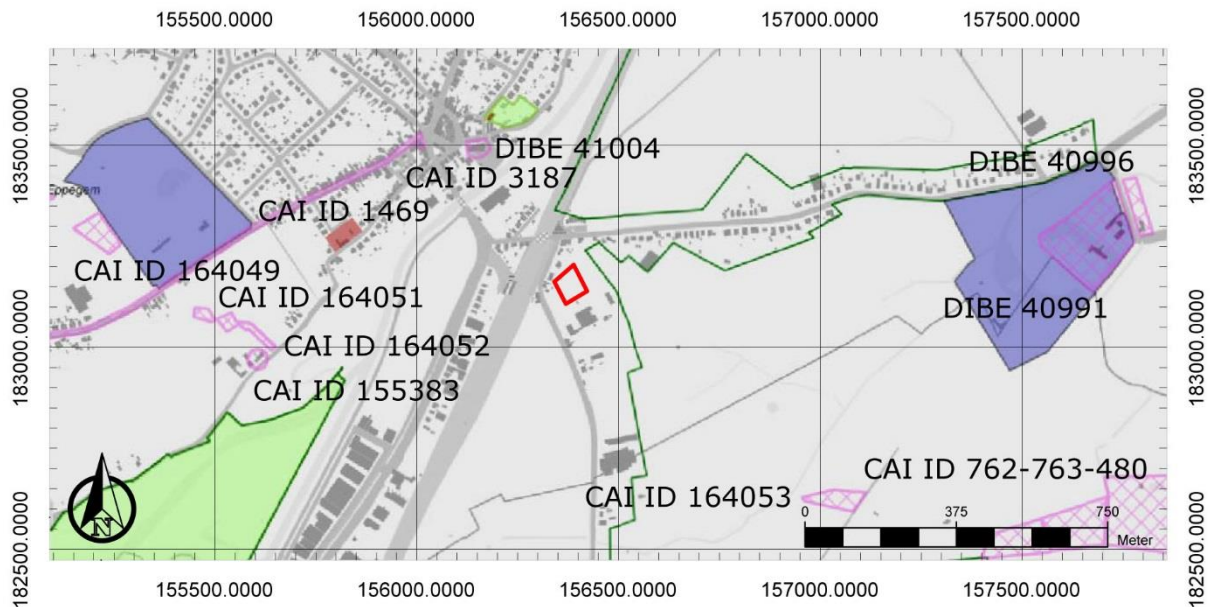 155500.0000 156000.0000 156500.0000 157000.0000 157500.0000
183500.0000
183500.0000
Eppegem
DIBE 41004
DIBE 40996
CAI ID 3187
CAI ID 1469
CAI ID 164049
CAI ID 164051
DIBE 40991
183000.0000
183000.0000
CAI ID 164052
CAI ID 155383
CAI ID 762-763-480
CAI ID 164053
0 375 750
Meter
N
182500.0000
182500.0000
155500.0000 156000.0000 156500.0000 157000.0000 157500.0000